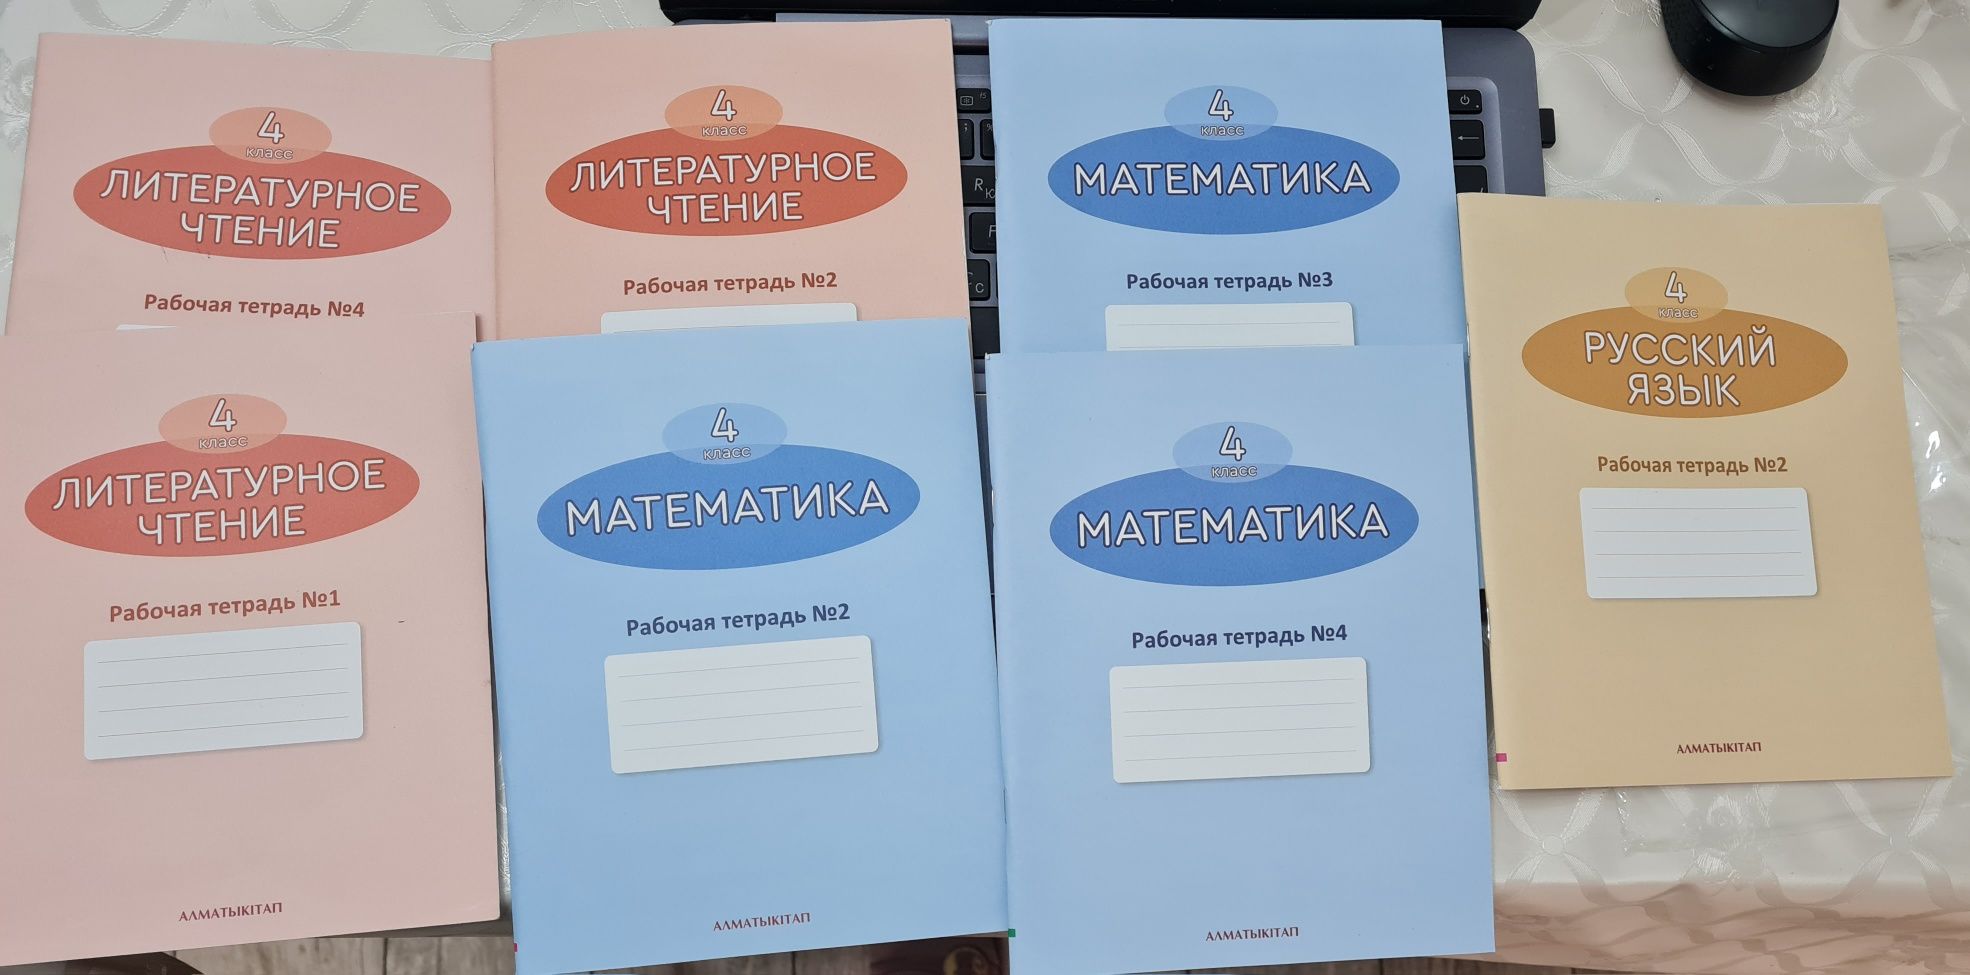 4
класс
ЛИТЕРАТУРНОЕ
ЧТЕНИЕ
Рабочая тетрадь №4
4
класс
ЛИТЕРАТУРНОЕ
ЧТЕНИЕ
Рабочая тетрадь №2
4
класс
МАТЕМАТИКА
Рабочая тетрадь №3
4
класс
РУССКИЙ
ЯЗЫК
Рабочая тетрадь №2
АЛМАТЫКІТАП
4
класс
ЛИТЕРАТУРНОЕ
ЧТЕНИЕ
Рабочая тетрадь №1
АЛМАТЫКІТАП
4
класс
МАТЕМАТИКА
Рабочая тетрадь №2
АЛМАТЫКІТАП
4
класс
МАТЕМАТИКА
Рабочая тетрадь №4
АЛМАТЫКІТАП